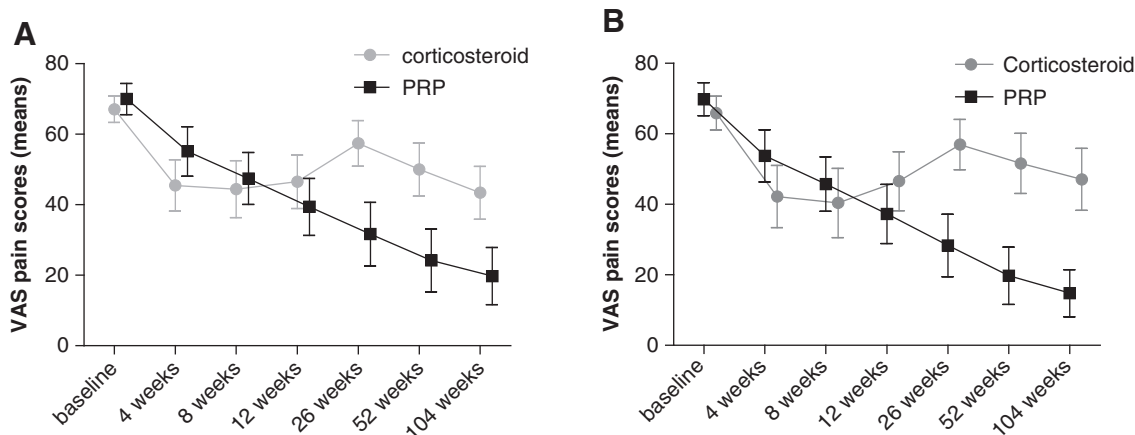 A
corticosteroid
PRP
VAS pain scores (means)
80
60
40
20
0
baseline
4 weeks
8 weeks
12 weeks
26 weeks
52 weeks
104 weeks
B
Corticosteroid
PRP
VAS pain scores (means)
80
60
40
20
0
baseline
4 weeks
8 weeks
12 weeks
26 weeks
52 weeks
104 weeks